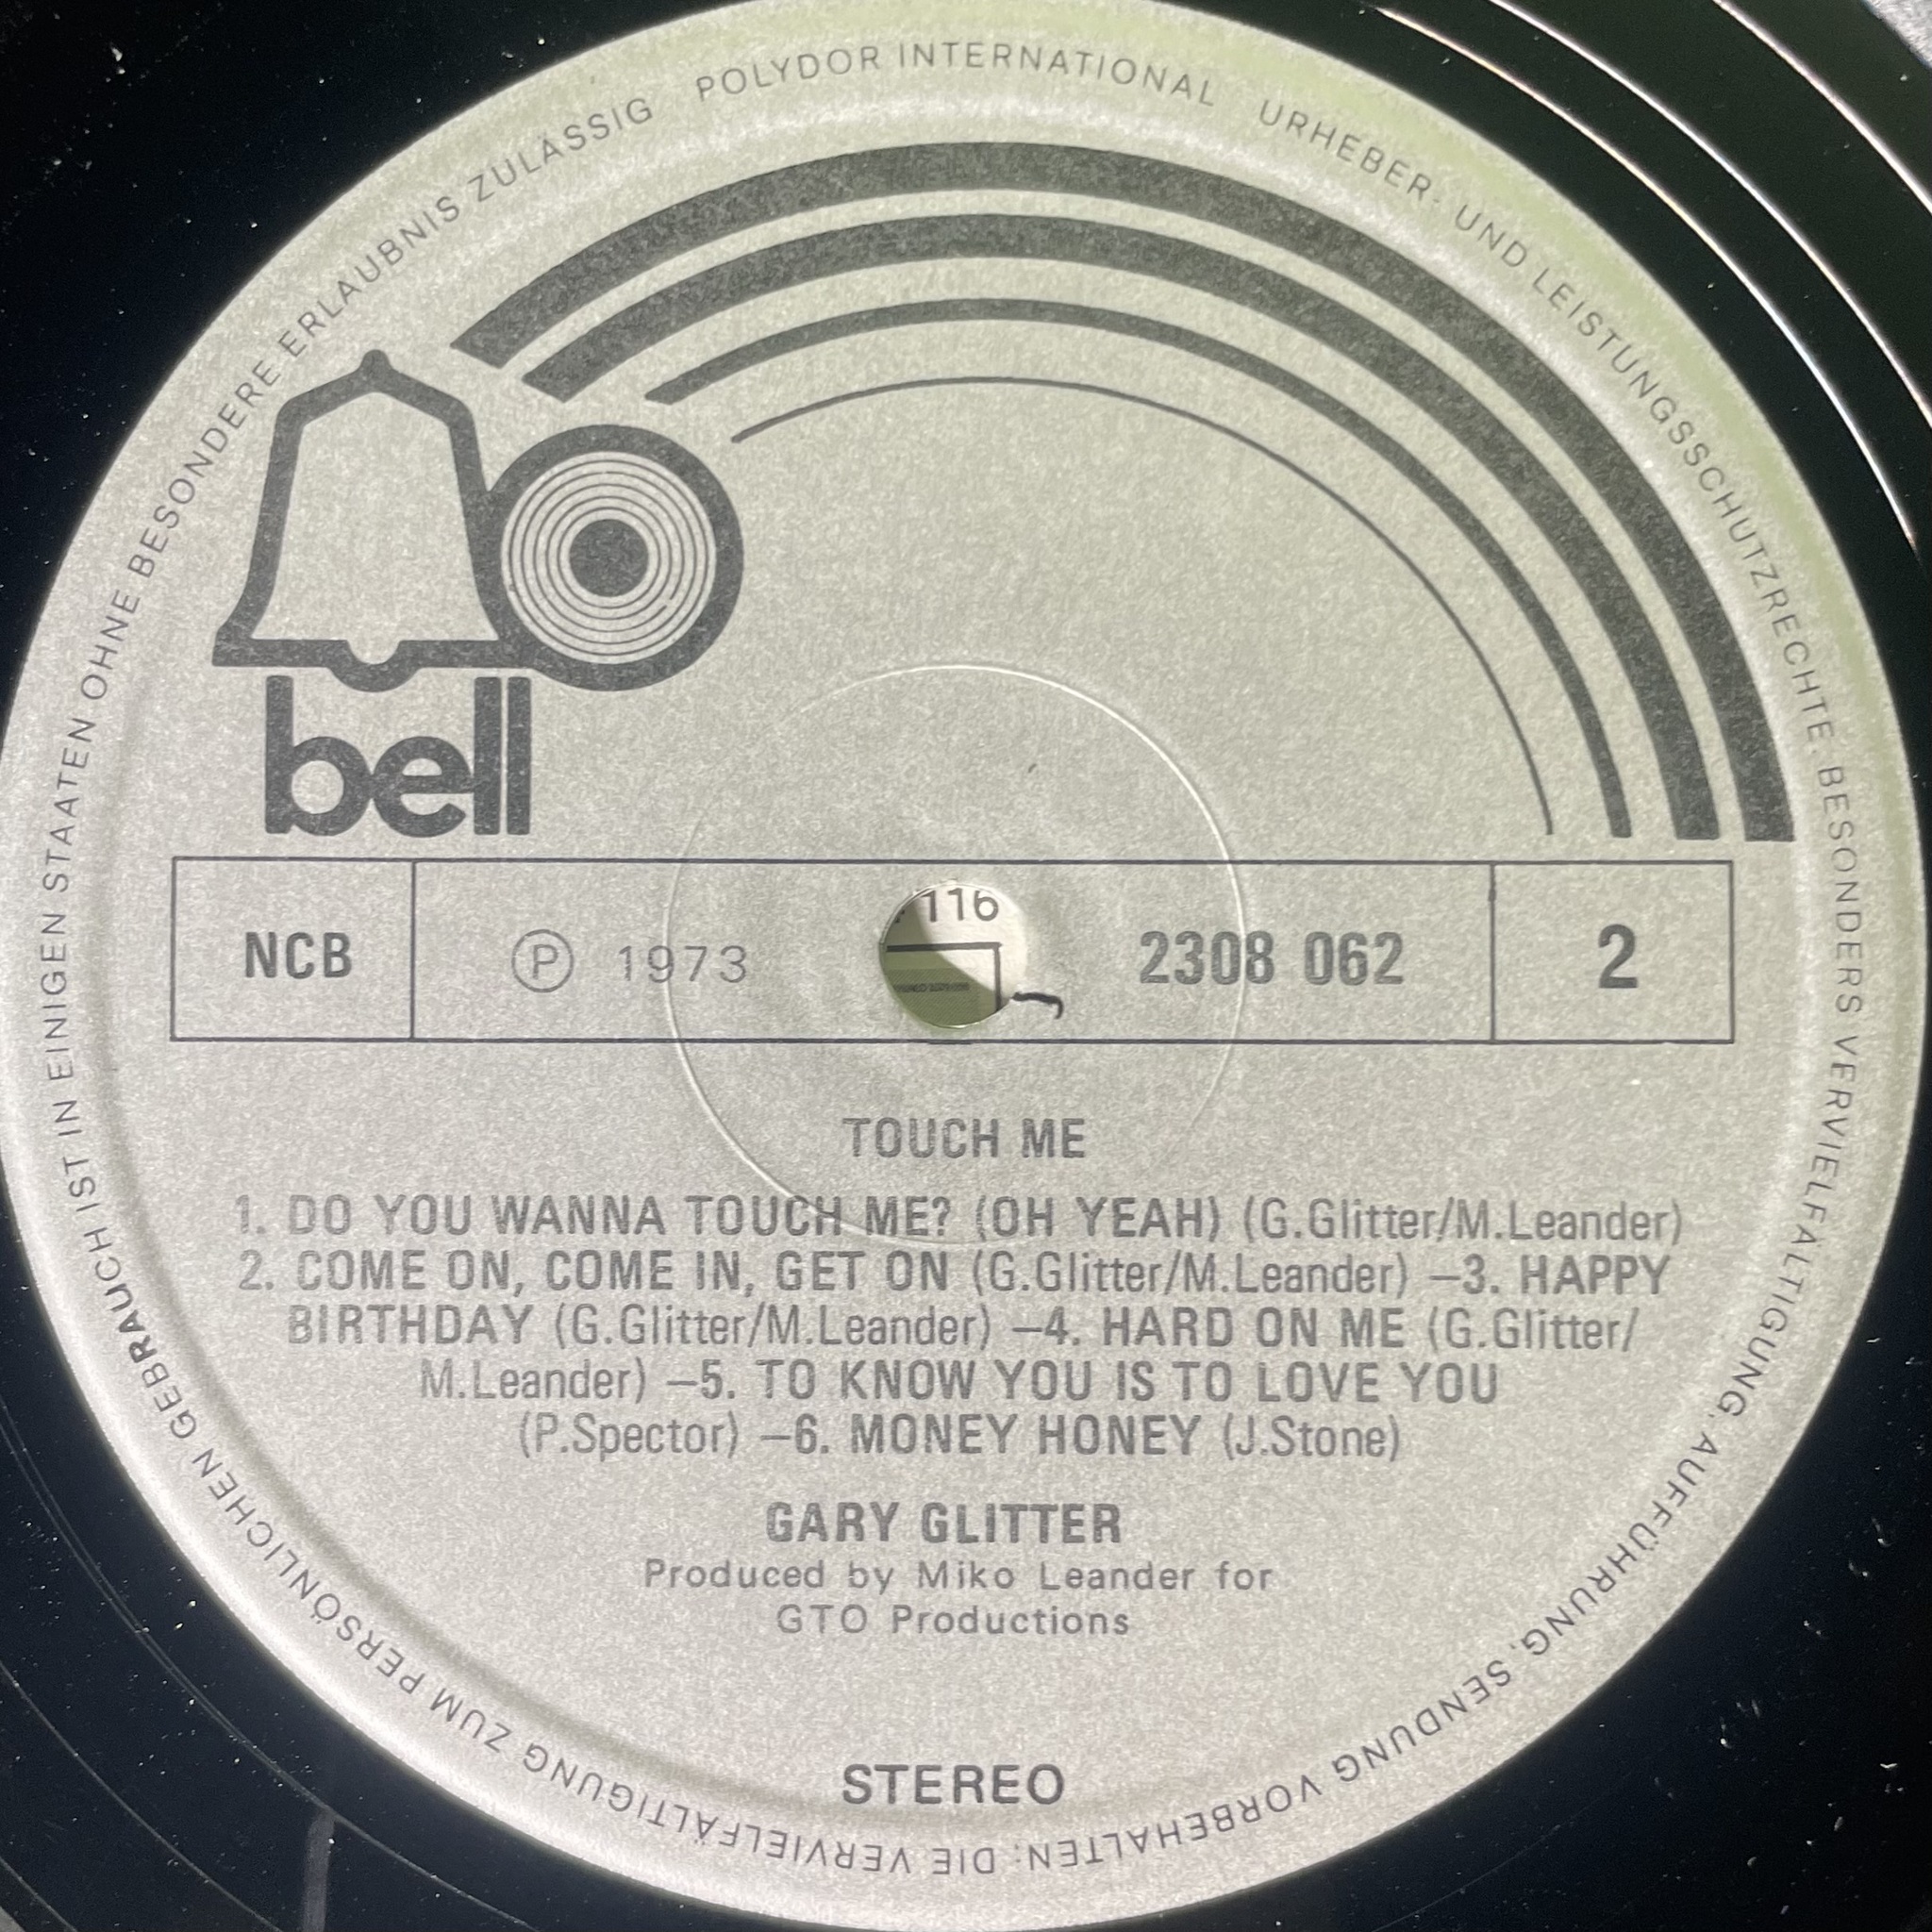 POLYDOR INTERNATIONAL URHEBER- UND LEISTUNGSSCHUTZRECHTE. BESONDERS VERVIELFÄLTIGUNG, AUFFÜHRUNG, SENDUNG VORBEHALTEN: DIE VERVIELFÄLTIGUNG ZUM PERSÖNLICHEN GEBRAUCH IST IN EINIGEN STAATEN OHNE BESONDERE ERLAUBNIS ZULÄSSIG
bell
NCB ℗ 1973 116 2308 062 2
TOUCH ME
1. DO YOU WANNA TOUCH ME? (OH YEAH) (G.Glitter/M.Leander)
2. COME ON, COME IN, GET ON (G.Glitter/M.Leander) –3. HAPPY
BIRTHDAY (G.Glitter/M.Leander) –4. HARD ON ME (G.Glitter/
M.Leander) –5. TO KNOW YOU IS TO LOVE YOU
(P.Spector) –6. MONEY HONEY (J.Stone)
GARY GLITTER
Produced by Miko Leander for
GTO Productions
STEREO